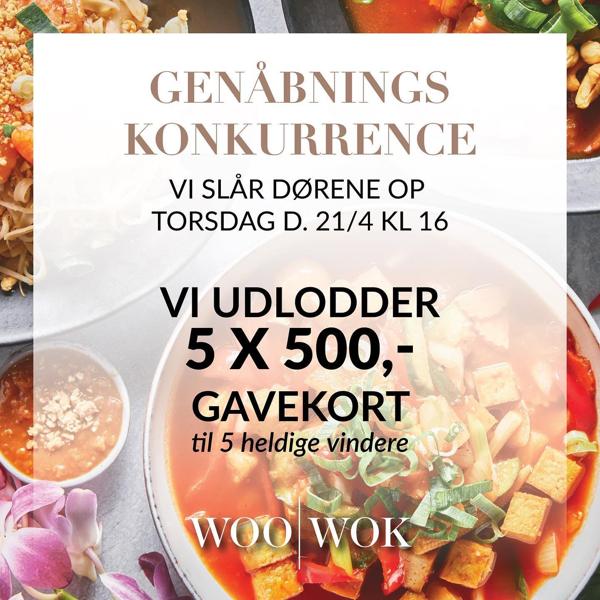 GENÅBNINGS
KONKURRENCE
VI SLÅR DØRENE OP
TORSDAG D. 21/4 KL 16
VI UDLODDER
5 X 500,-
GAVEKORT
til 5 heldige vindere
WOO|WOK